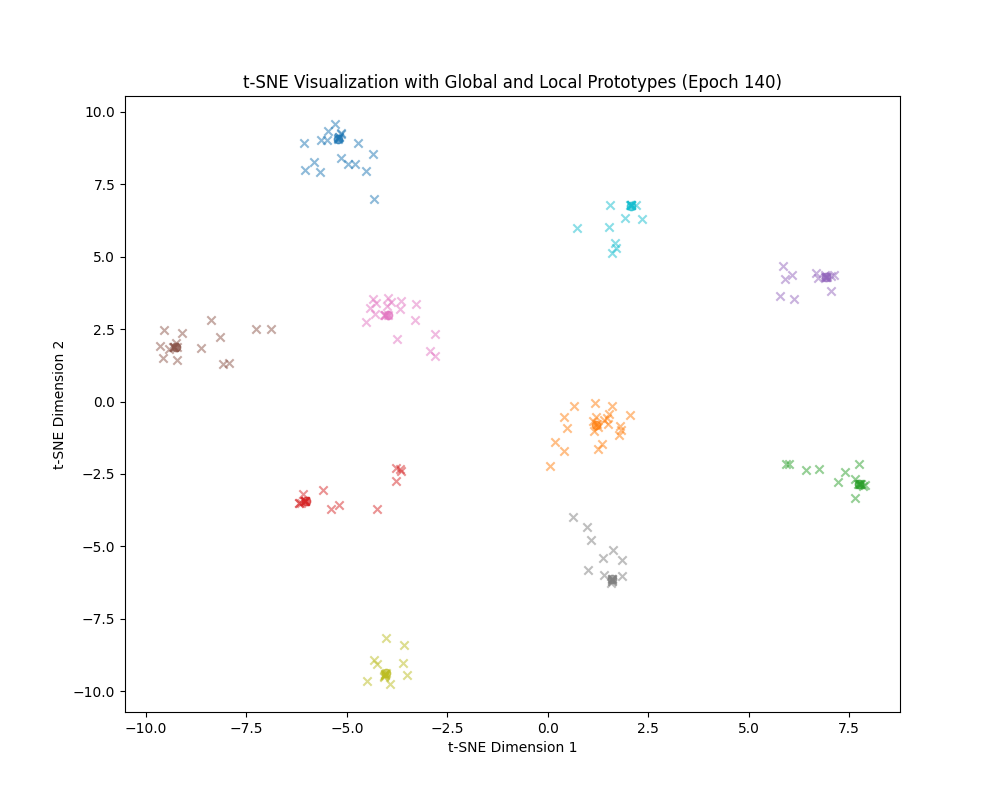 t-SNE Visualization with Global and Local Prototypes (Epoch 140)
10.0
7.5
5.0
2.5
0.0
−2.5
−5.0
−7.5
−10.0
t-SNE Dimension 2
−10.0 −7.5 −5.0 −2.5 0.0 2.5 5.0 7.5
t-SNE Dimension 1